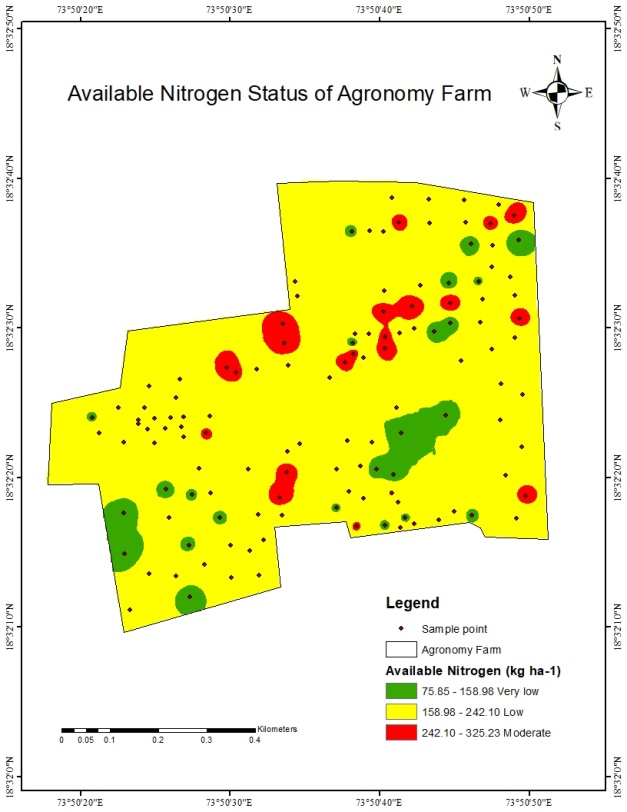 73°50'20"E 73°50'30"E 73°50'40"E 73°50'50"E
18°32'50"N 18°32'50"N
Available Nitrogen Status of Agronomy Farm
N
W E
S
18°32'40"N 18°32'40"N
18°32'30"N 18°32'30"N
18°32'20"N 18°32'20"N
18°32'10"N 18°32'10"N
Legend
Sample point
Agronomy Farm
Available Nitrogen (kg ha-1)
75.85 - 158.98 Very low
158.98 - 242.10 Low
242.10 - 325.23 Moderate
Kilometers
0 0.05 0.1 0.2 0.3 0.4
18°32'0"N 18°32'0"N
73°50'20"E 73°50'30"E 73°50'40"E 73°50'50"E